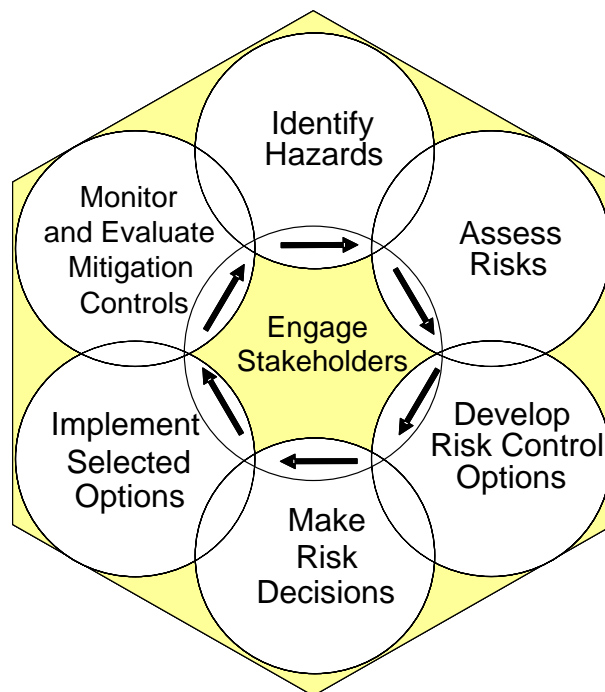 Identify
Hazards
Assess
Risks
Develop
Risk Control
Options
Make
Risk
Decisions
Implement
Selected
Options
Monitor
and Evaluate
Mitigation
Controls
Engage
Stakeholders